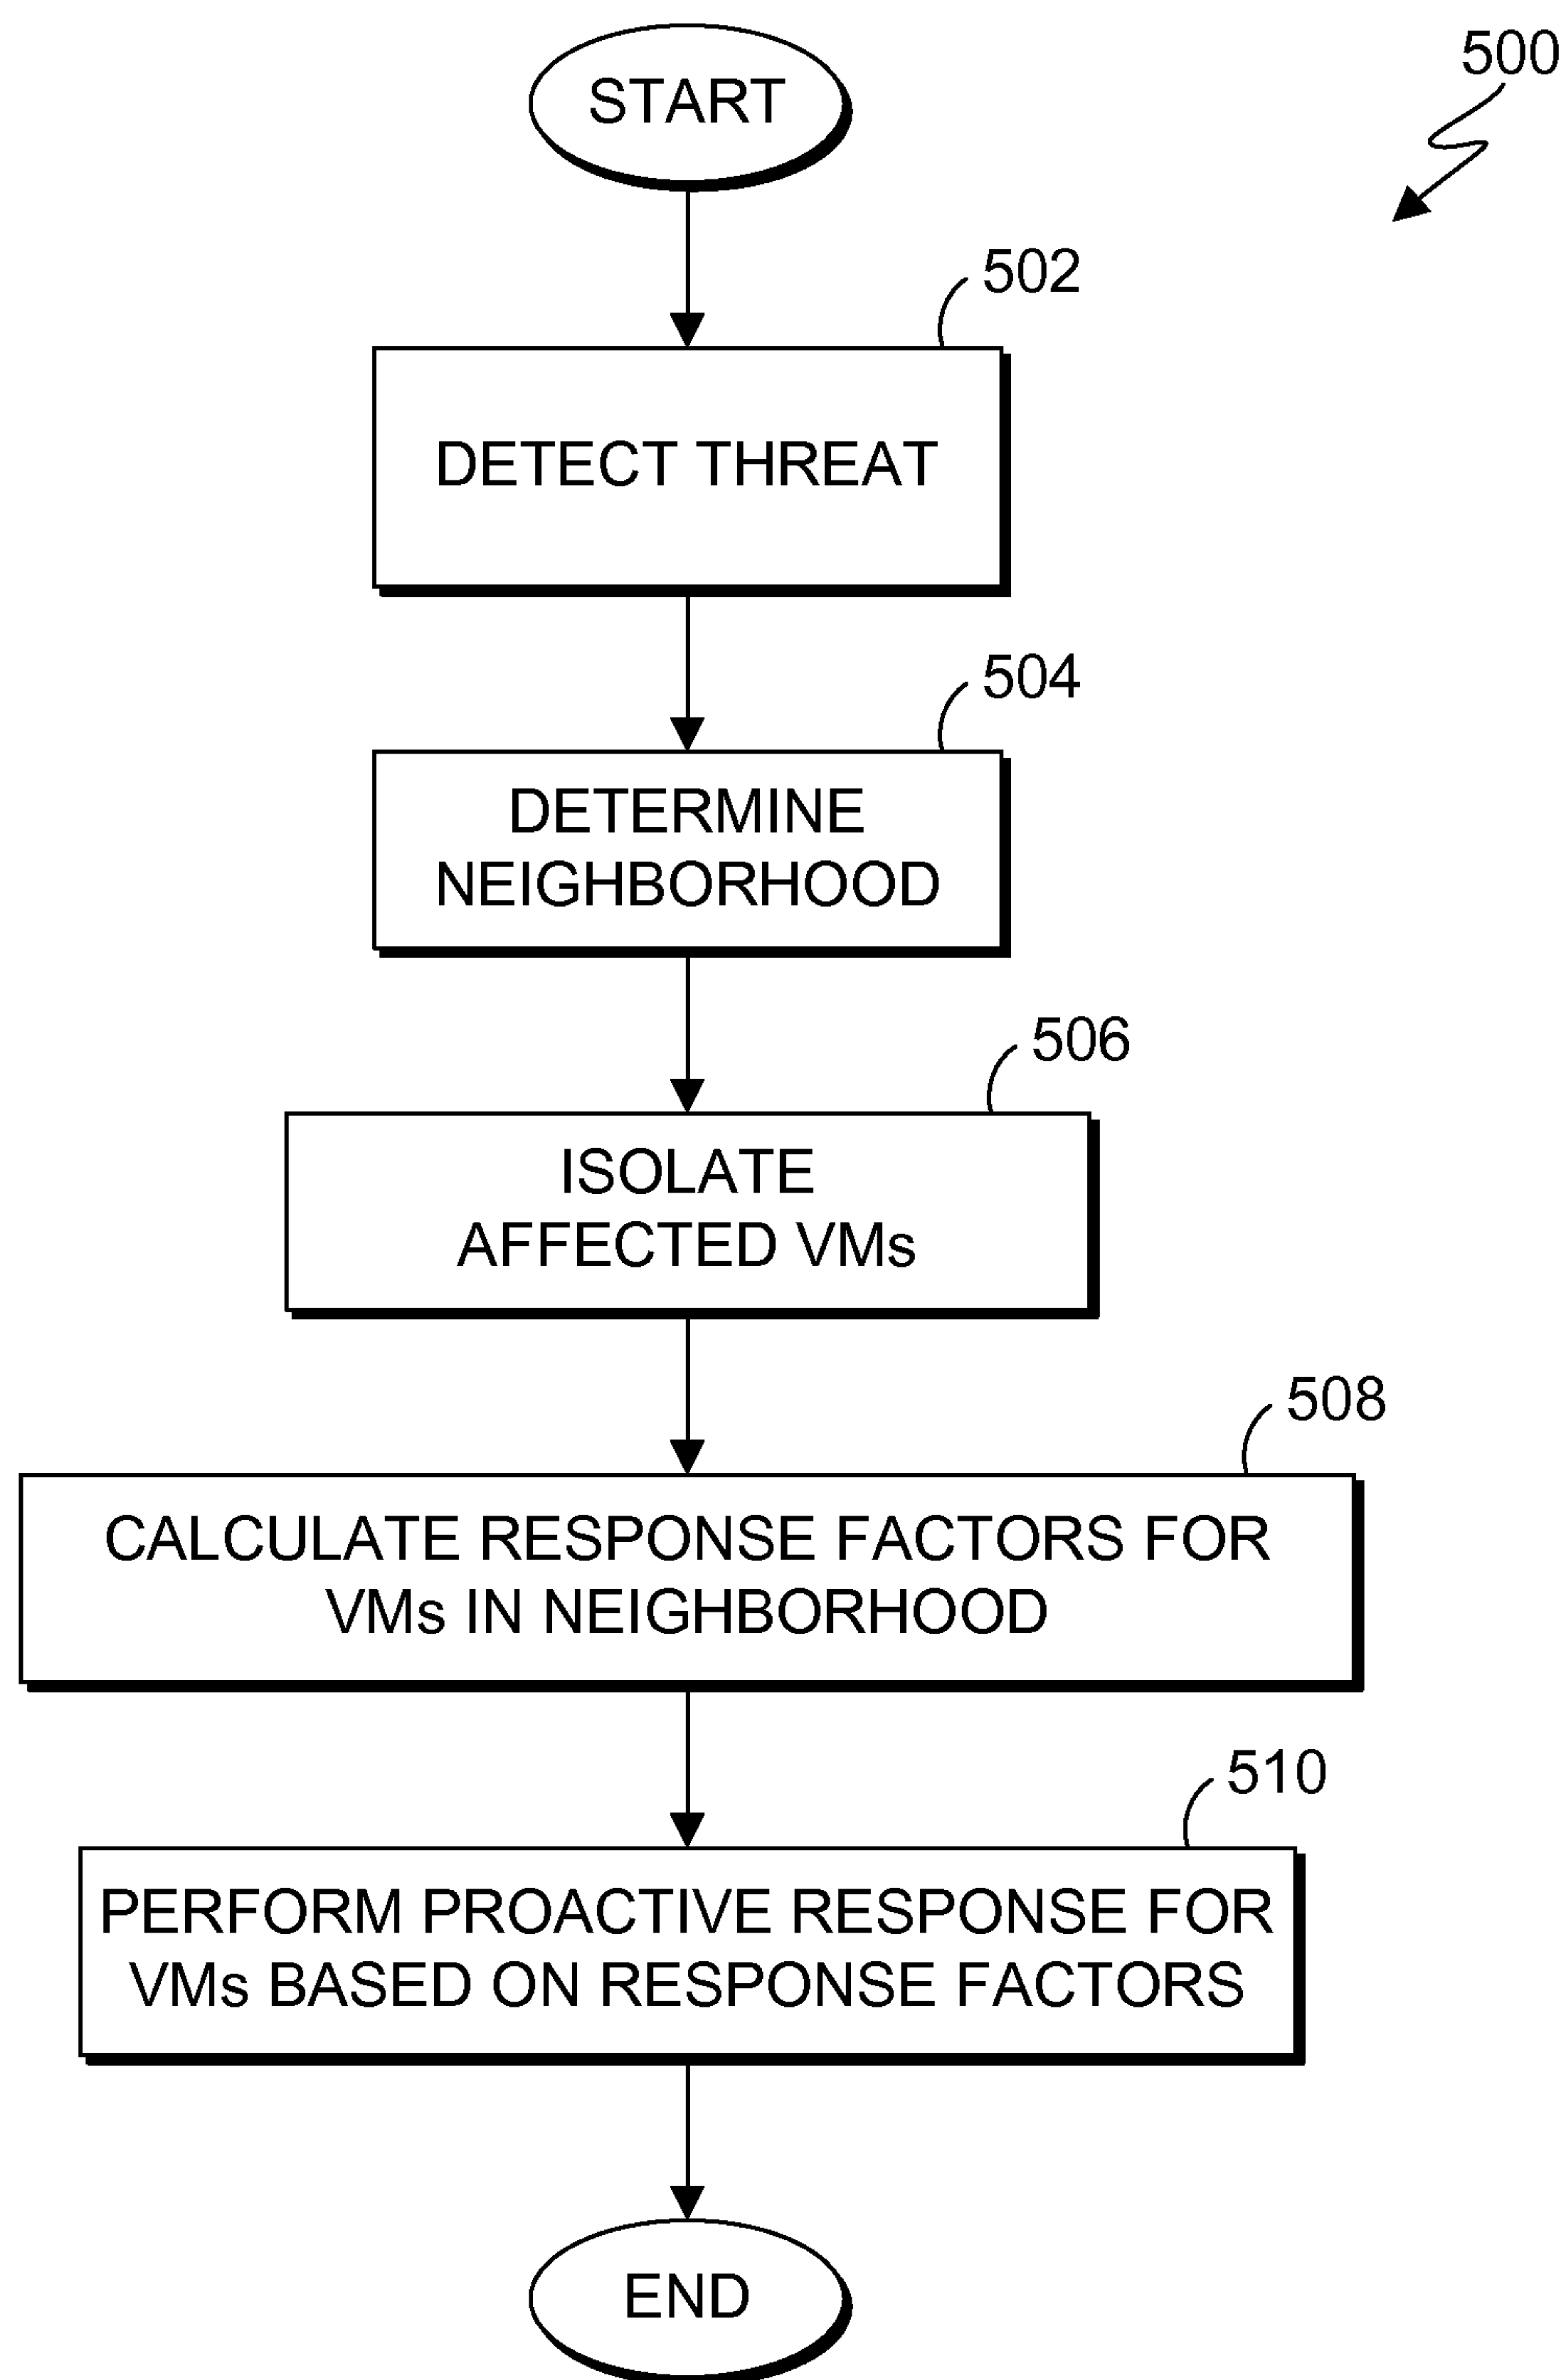 START
500
502
DETECT THREAT
504
DETERMINE
NEIGHBORHOOD
506
ISOLATE
AFFECTED VMs
508
CALCULATE RESPONSE FACTORS FOR
VMs IN NEIGHBORHOOD
510
PERFORM PROACTIVE RESPONSE FOR
VMs BASED ON RESPONSE FACTORS
END